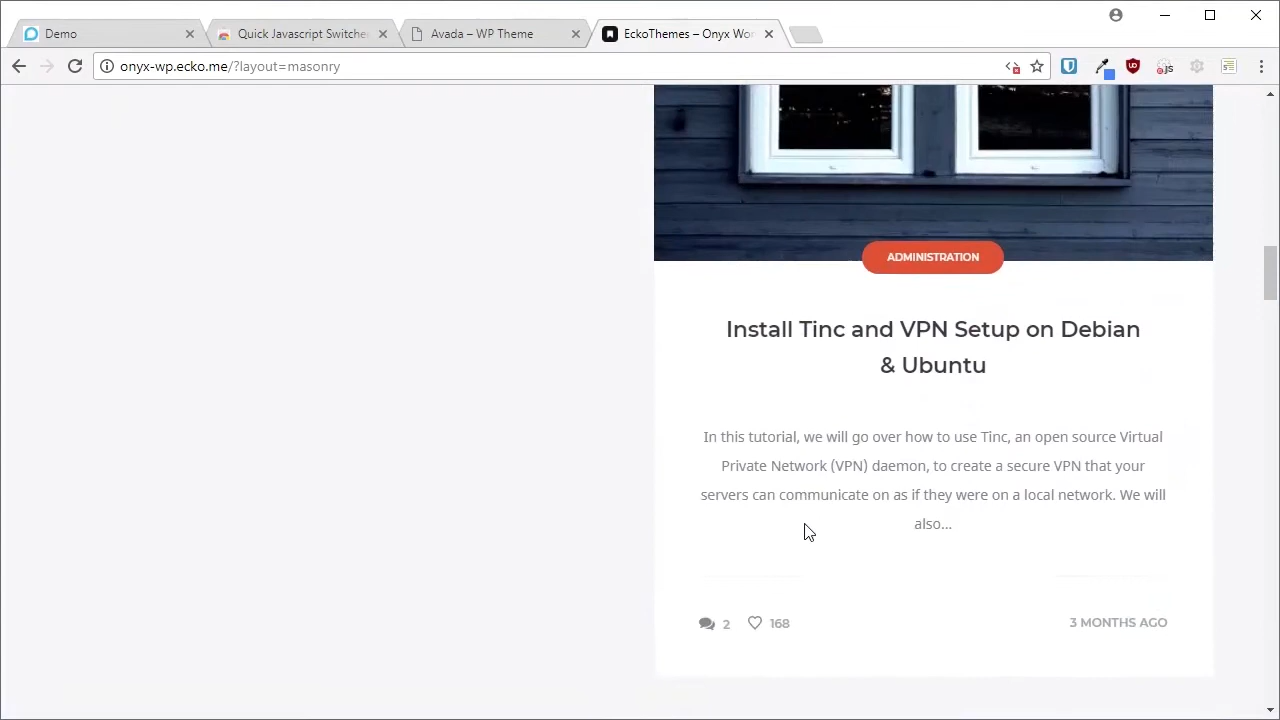 Demo
Quick Javascript Switche
Avada – WP Theme
EckoThemes – Onyx Wor
onyx-wp.ecko.me/?layout=masonry
UD
JS
ADMINISTRATION
Install Tinc and VPN Setup on Debian
& Ubuntu
In this tutorial, we will go over how to use Tinc, an open source Virtual
Private Network (VPN) daemon, to create a secure VPN that your
servers can communicate on as if they were on a local network. We will
also...
2 168 3 MONTHS AGO